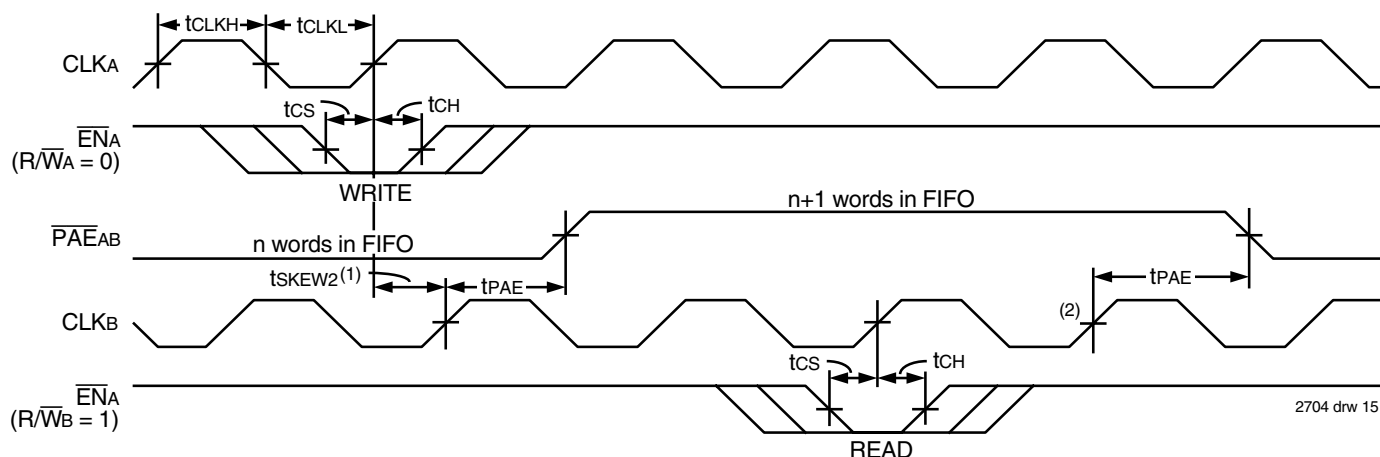 tCLKH tCLKL
CLKA
tCS tCH
ENA
(R/WA = 0)
WRITE
n+1 words in FIFO
PAEAB
n words in FIFO
tSKEW2(1) tPAE tPAE
CLKB (2)
tCS tCH
ENA
(R/WB = 1)
2704 drw 15
READ